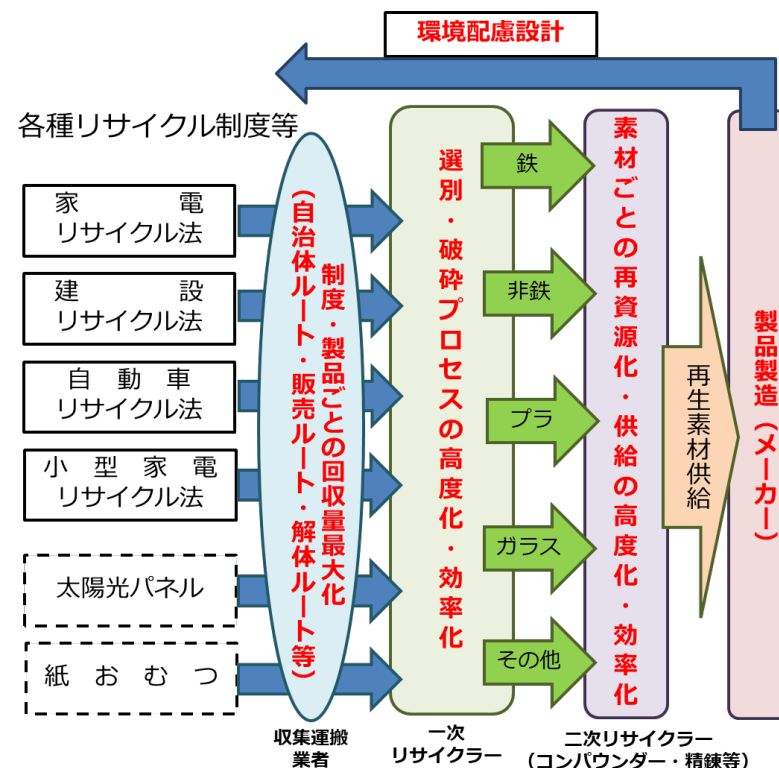 環境配慮設計
各種リサイクル制度等
家電
リサイクル法
建設
リサイクル法
自動車
リサイクル法
小型家電
リサイクル法
太陽光パネル
紙おむつ
制度・製品ごとの回収量最大化
(自治体ルート・販売ルート・解体ルート等)
選別・破砕プロセスの高度化・効率化
鉄
非鉄
プラ
ガラス
その他
素材ごとの再資源化・供給の高度化・効率化
再生素材供給
製品製造(メーカー)
収集運搬
業者
一次
リサイクラー
二次リサイクラー
(コンパウンダー・精錬等)